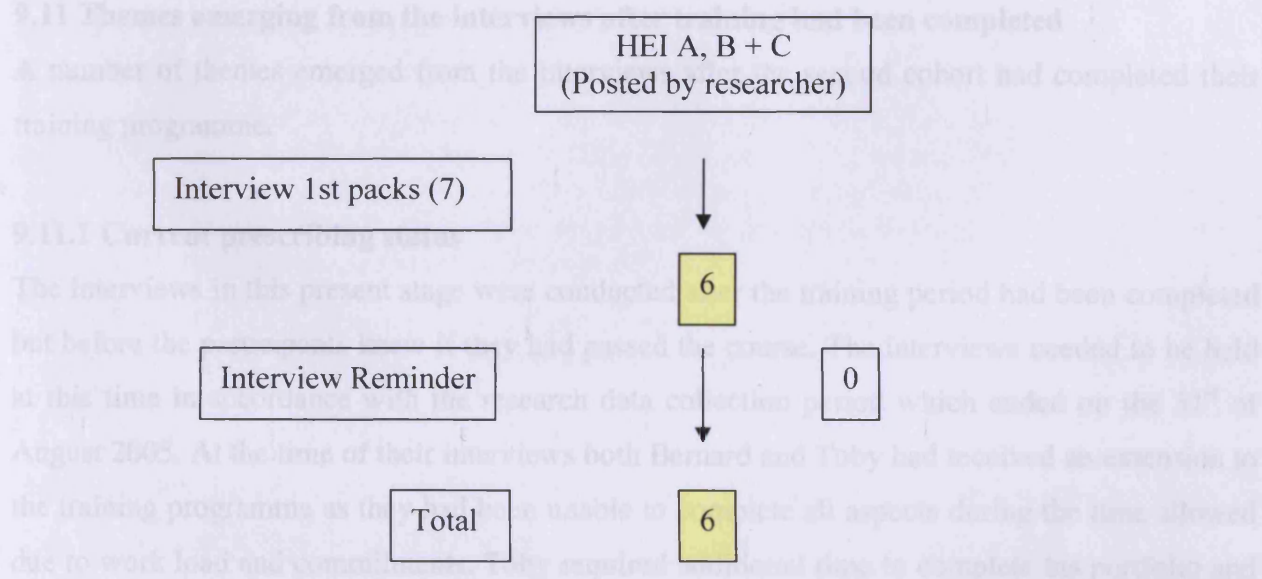 9.11 Themes emerging from the interviews after training had been completed
HEI A, B + C
(Posted by researcher)
A number of themes emerged from the interviews after the second cohort had completed their
training programme.
Interview 1st packs (7)
9.11.1 Current prescribing status
6
The interviews in this present stage were conducted after the training period had been completed
but before the participants knew if they had passed the course. The interviews needed to be held
Interview Reminder
0
at this time in accordance with the research data collection period which ended on the 31st of
August 2005. At the time of their interviews both Bernard and Toby had received an extension to
the training programme as they had been unable to complete all aspects during the time allowed
Total
6
due to work load and commitments. Toby required additional time to complete his portfolio and